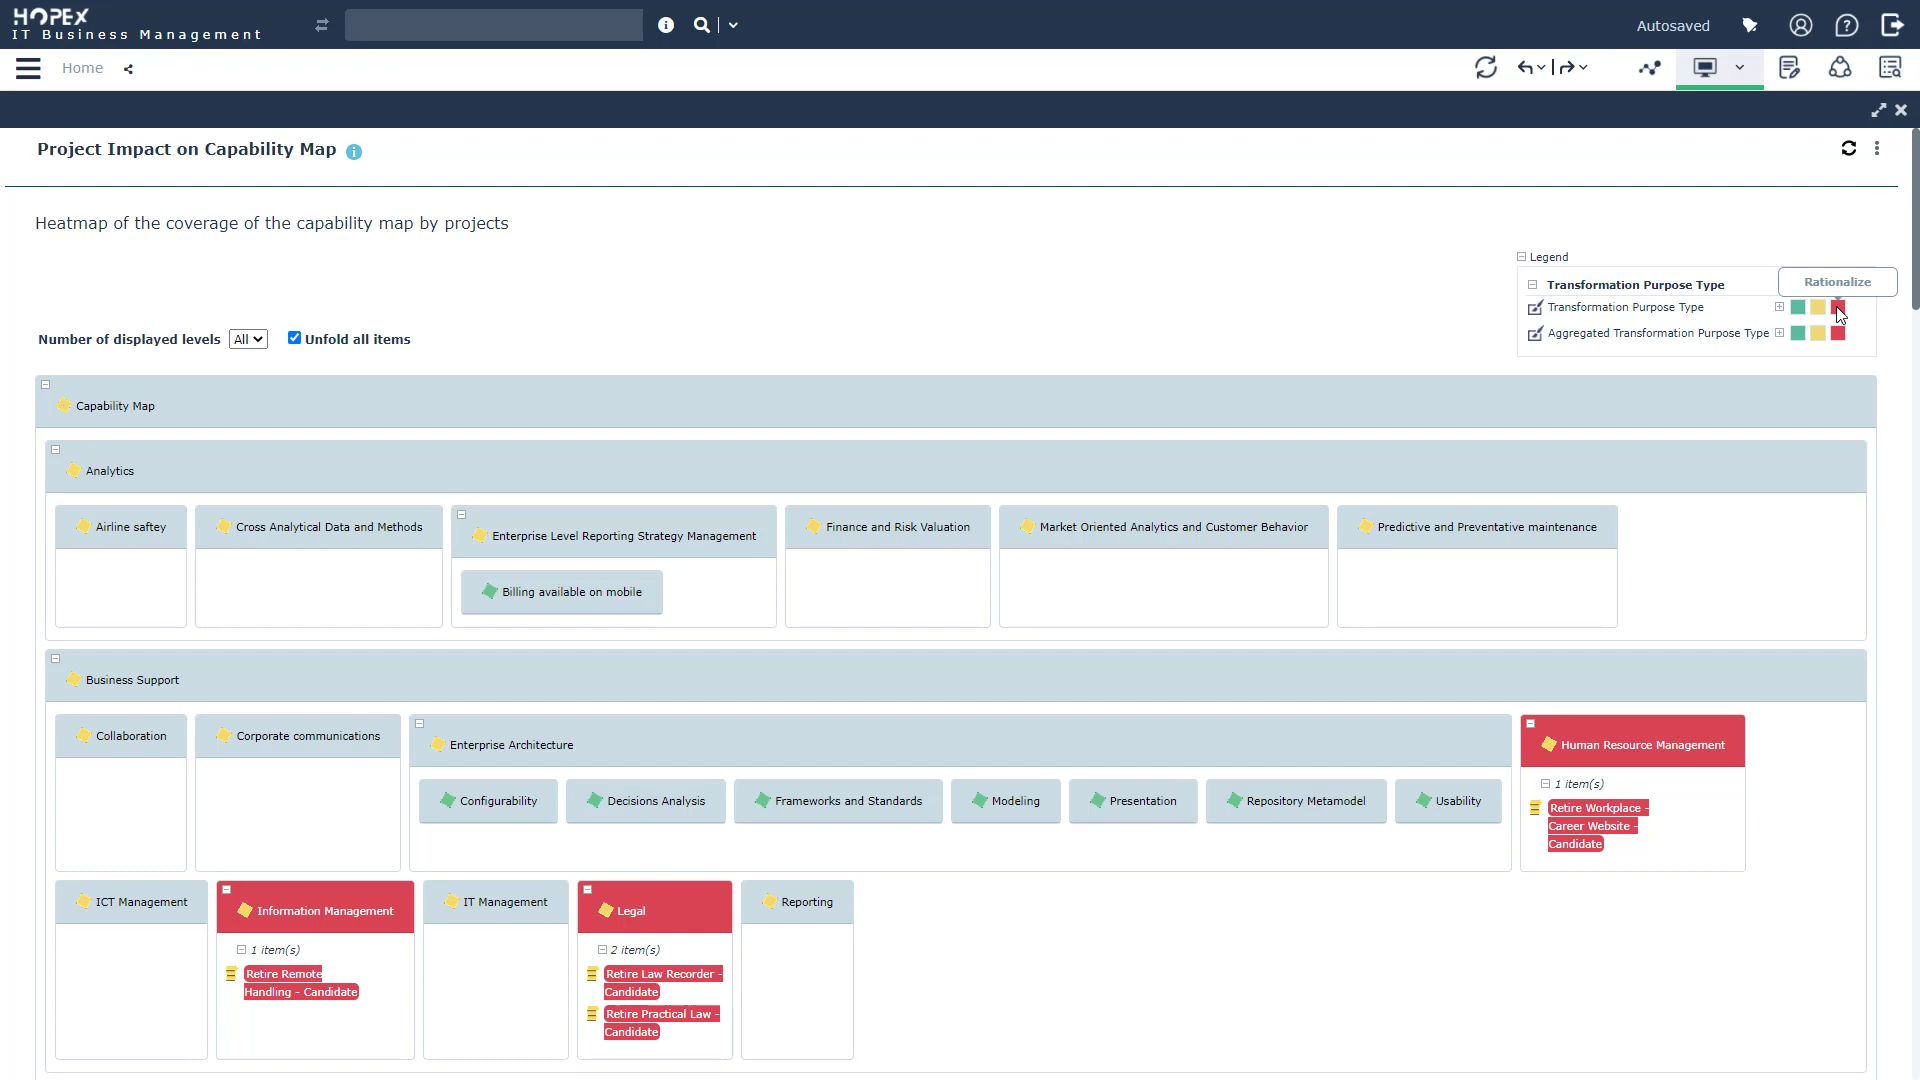 HOPEX
IT Business Management
Autosaved
Home
Project Impact on Capability Map
Heatmap of the coverage of the capability map by projects
Legend
Transformation Purpose Type
Rationalize
Transformation Purpose Type
Aggregated Transformation Purpose Type
Number of displayed levels All Unfold all items
Capability Map
Analytics
Airline saftey
Cross Analytical Data and Methods
Enterprise Level Reporting Strategy Management
Billing available on mobile
Finance and Risk Valuation
Market Oriented Analytics and Customer Behavior
Predictive and Preventative maintenance
Business Support
Collaboration
Corporate communications
Enterprise Architecture
Configurability
Decisions Analysis
Frameworks and Standards
Modeling
Presentation
Repository Metamodel
Usability
Human Resource Management
1 item(s)
Retire Workplace -
Career Website -
Candidate
ICT Management
Information Management
1 item(s)
Retire Remote
Handling - Candidate
IT Management
Legal
2 item(s)
Retire Law Recorder -
Candidate
Retire Practical Law -
Candidate
Reporting